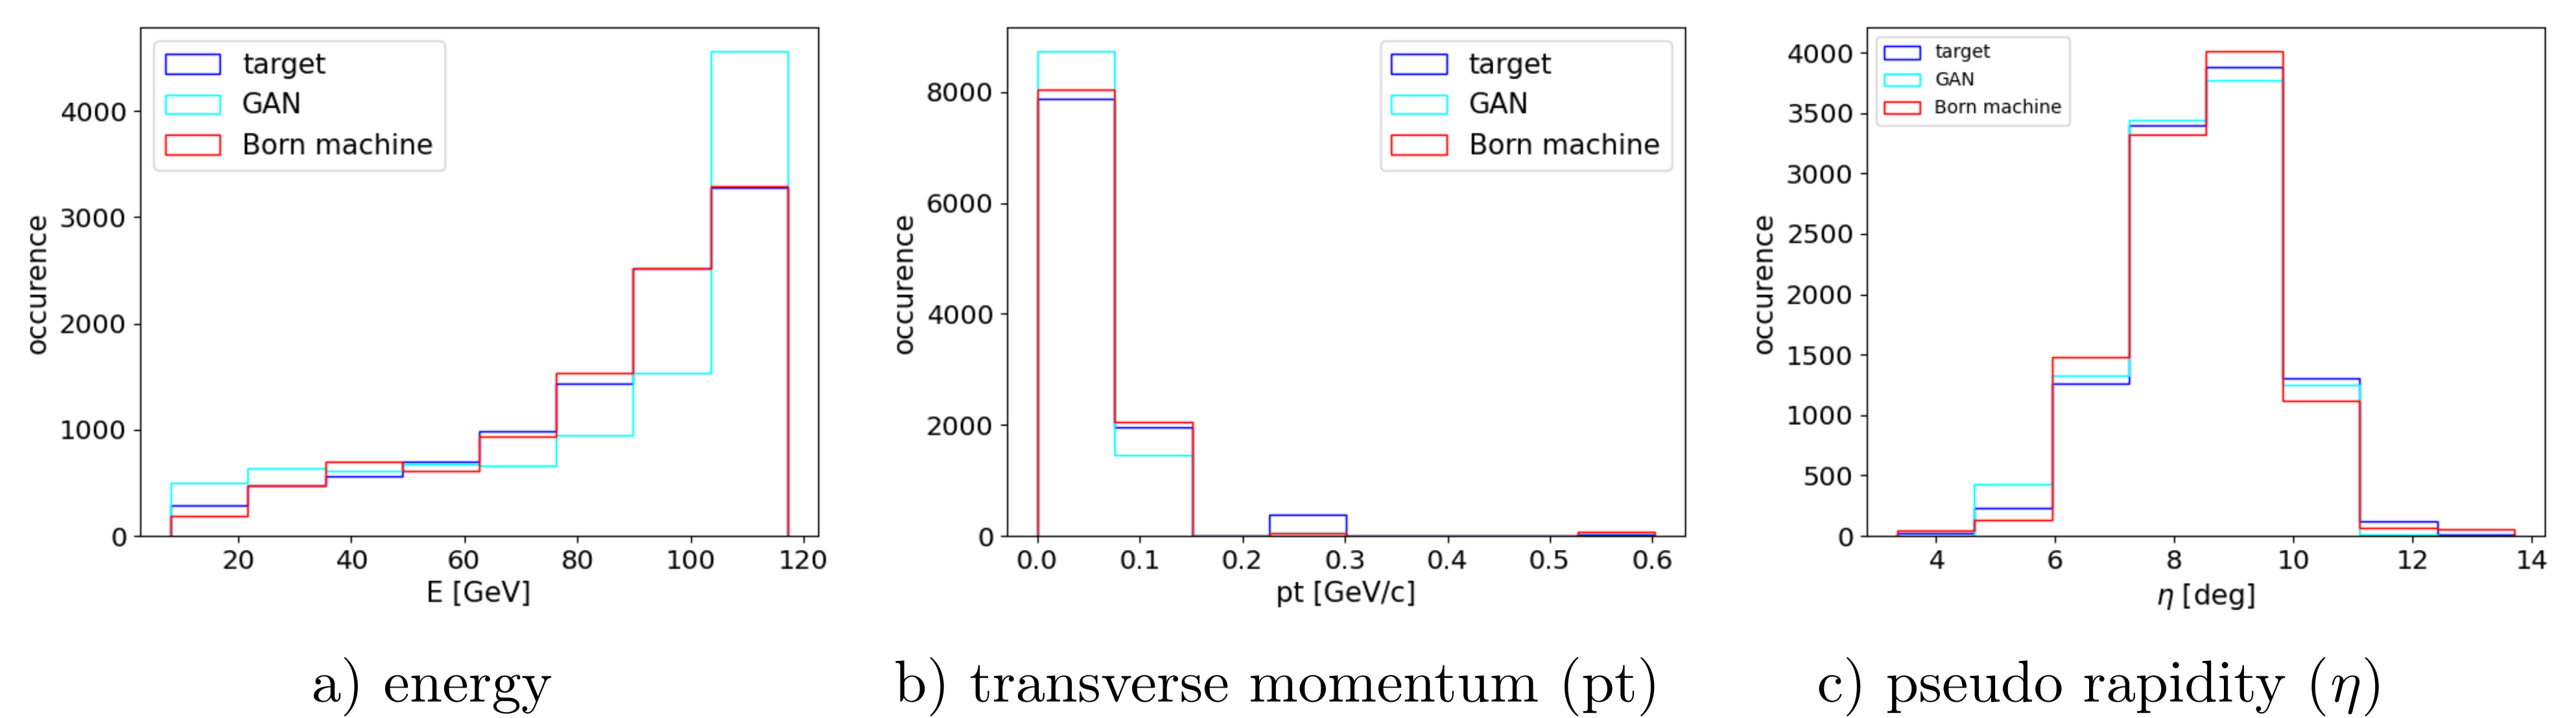 target
GAN
Born machine
4000
3000
2000
1000
0
20 40 60 80 100 120
occurence
E [GeV]
a) energy
target
GAN
Born machine
8000
6000
4000
2000
0
0.0 0.1 0.2 0.3 0.4 0.5 0.6
occurence
pt [GeV/c]
b) transverse momentum (pt)
target
GAN
Born machine
4000
3500
3000
2500
2000
1500
1000
500
0
4 6 8 10 12 14
occurence
η [deg]
c) pseudo rapidity (η)